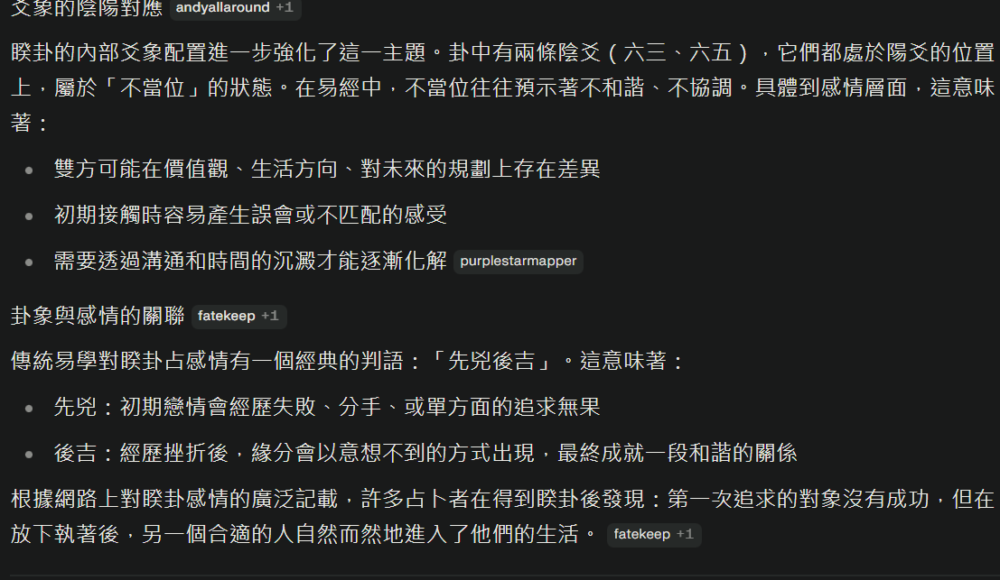 爻象的陰陽對應 andyallaround +1
睽卦的內部爻象配置進一步強化了這一主題。卦中有兩條陰爻（六三、六五），它們都處於陽爻的位置
上，屬於「不當位」的狀態。在易經中，不當位往往預示著不和諧、不協調。具體到感情層面，這意味
著：
• 雙方可能在價值觀、生活方向、對未來的規劃上存在差異
• 初期接觸時容易產生誤會或不匹配的感受
• 需要透過溝通和時間的沉澱才能逐漸化解 purplestarmapper
卦象與感情的關聯 fatekeep +1
傳統易學對睽卦占感情有一個經典的判語：「先兇後吉」。這意味著：
• 先兇：初期戀情會經歷失敗、分手、或單方面的追求無果
• 後吉：經歷挫折後，緣分會以意想不到的方式出現，最終成就一段和諧的關係
根據網路上對睽卦感情的廣泛記載，許多占卜者在得到睽卦後發現：第一次追求的對象沒有成功，但在
放下執著後，另一個合適的人自然而然地進入了他們的生活。 fatekeep +1